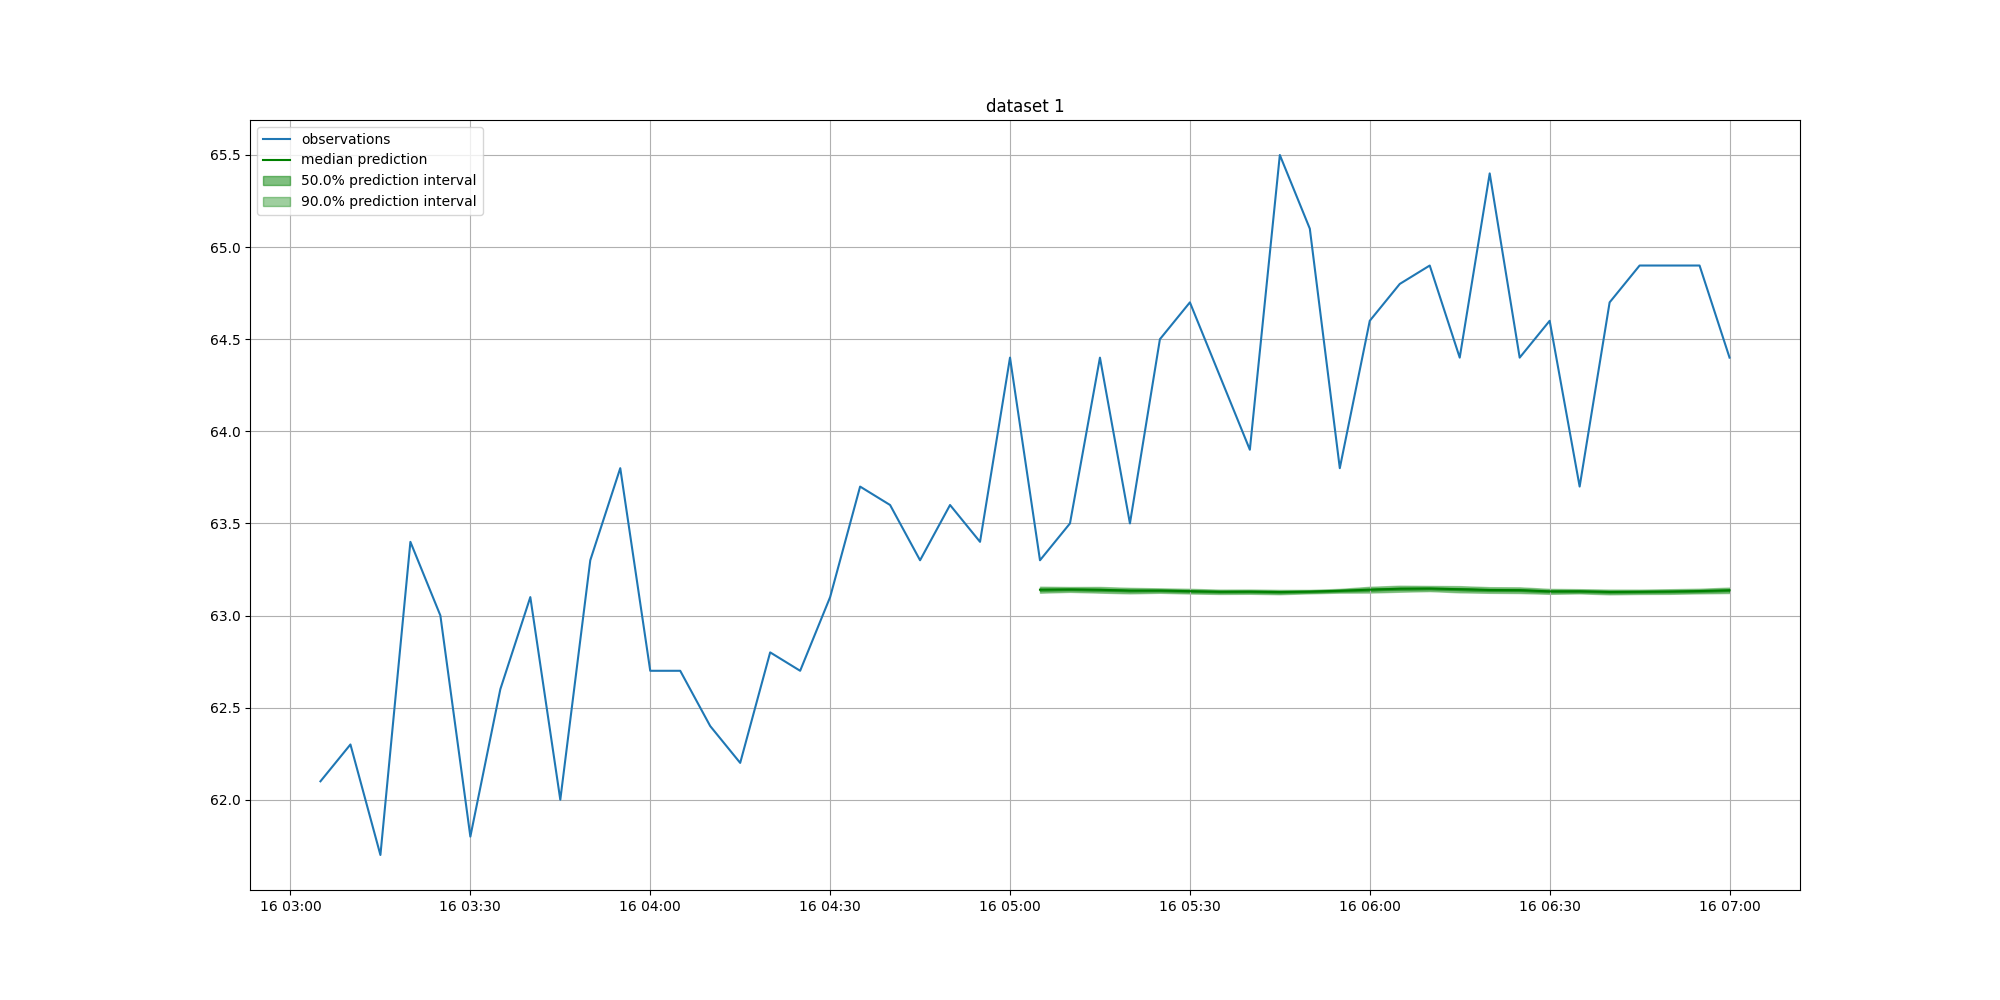 dataset 1
observations
median prediction
50.0% prediction interval
90.0% prediction interval
65.5
65.0
64.5
64.0
63.5
63.0
62.5
62.0
16 03:00 16 03:30 16 04:00 16 04:30 16 05:00 16 05:30 16 06:00 16 06:30 16 07:00